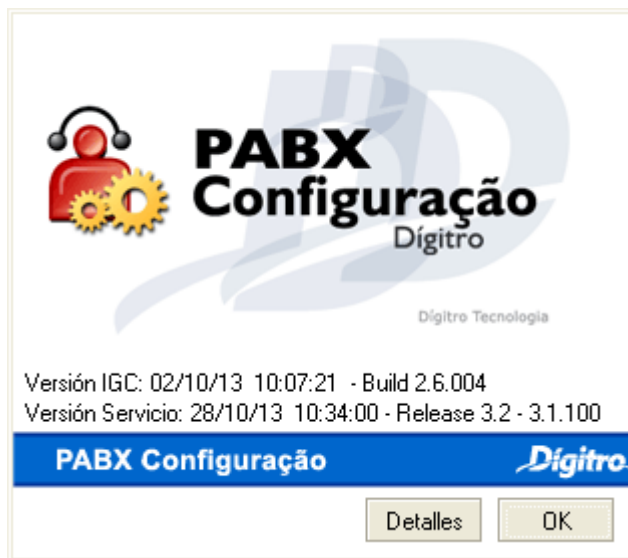 PABX
Configuração
Dígitro
Dígitro Tecnologia
Versión IGC: 02/10/13 10:07:21 - Build 2.6.004
Versión Servicio: 28/10/13 10:34:00 - Release 3.2 - 3.1.100
PABX Configuração Dígitro
Detalles OK